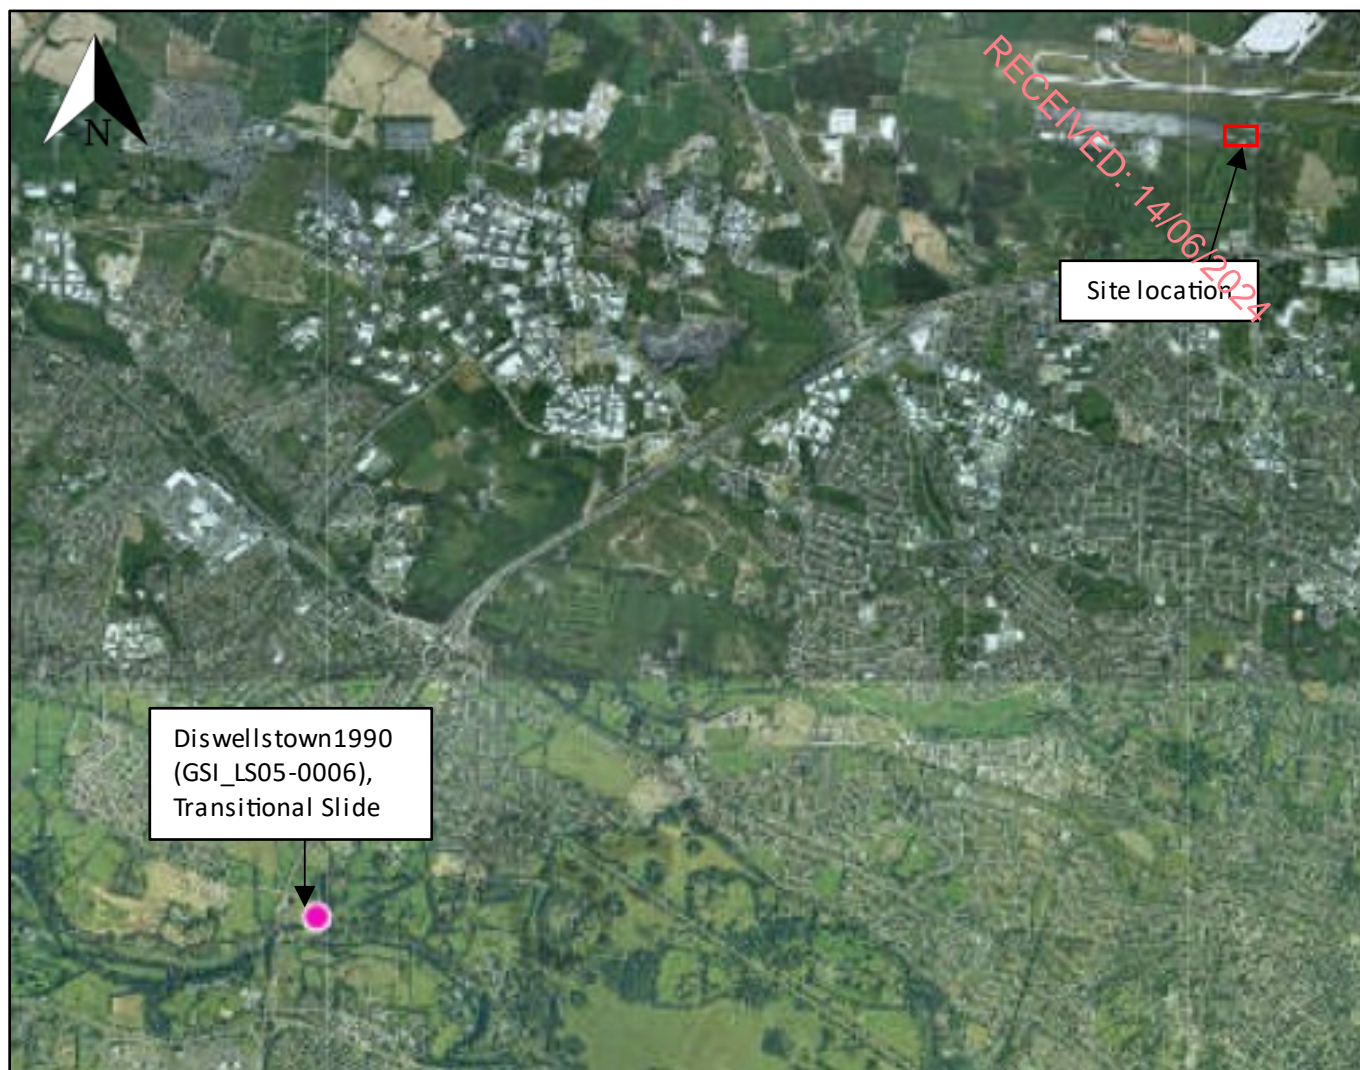 N
RECEIVED: 14/06/2024
Site location
Diswellstown1990
(GSI_LS05-0006),
Transitional Slide